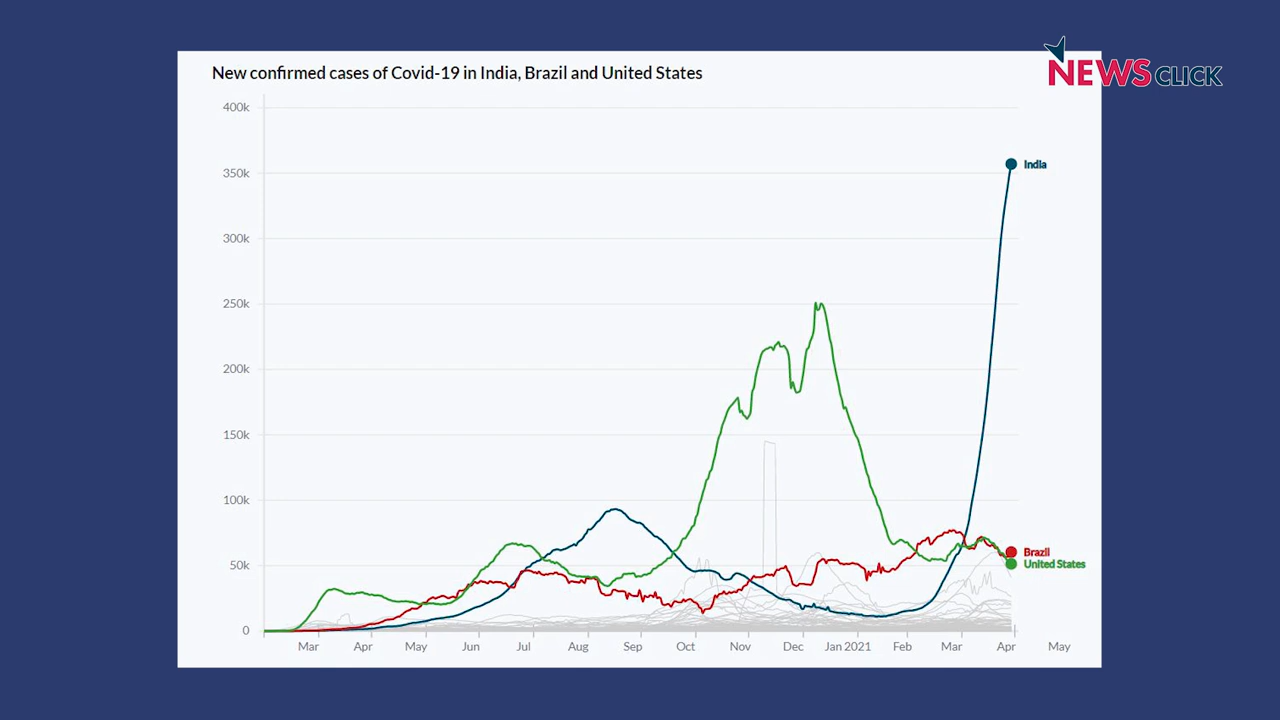 NEWSCLICK
New confirmed cases of Covid-19 in India, Brazil and United States
400k
350k
300k
250k
200k
150k
100k
50k
0
India
Brazil
United States
Mar Apr May Jun Jul Aug Sep Oct Nov Dec Jan 2021 Feb Mar Apr May